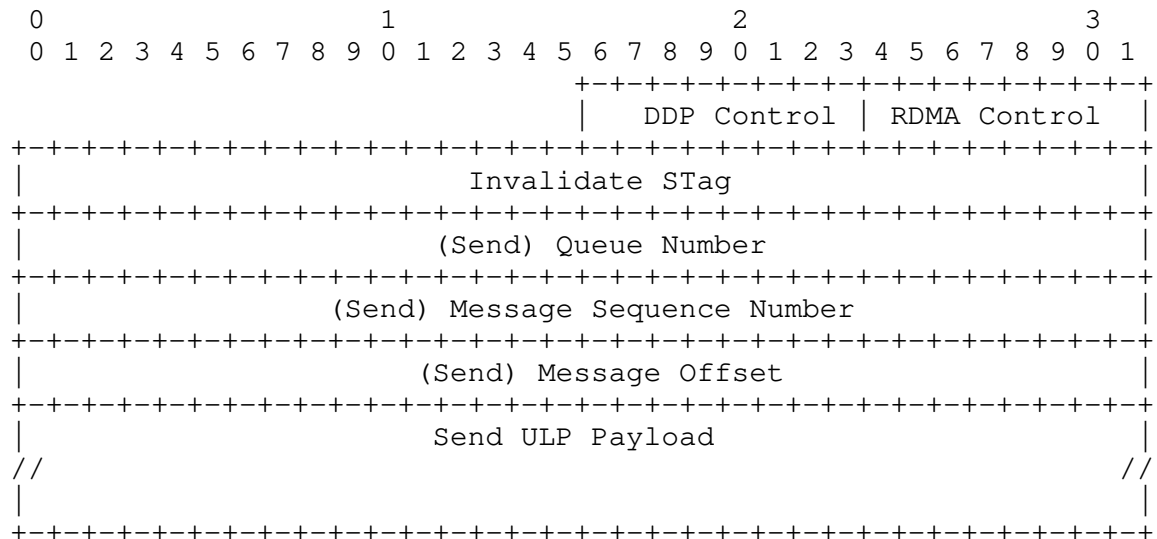 0                   1                   2                   3
0 1 2 3 4 5 6 7 8 9 0 1 2 3 4 5 6 7 8 9 0 1 2 3 4 5 6 7 8 9 0 1
                               +-+-+-+-+-+-+-+-+-+-+-+-+-+-+-+-+
                               |   DDP Control | RDMA Control  |
+-+-+-+-+-+-+-+-+-+-+-+-+-+-+-+-+-+-+-+-+-+-+-+-+-+-+-+-+-+-+-+-+
|                         Invalidate STag                       |
+-+-+-+-+-+-+-+-+-+-+-+-+-+-+-+-+-+-+-+-+-+-+-+-+-+-+-+-+-+-+-+-+
|                       (Send) Queue Number                     |
+-+-+-+-+-+-+-+-+-+-+-+-+-+-+-+-+-+-+-+-+-+-+-+-+-+-+-+-+-+-+-+-+
|                 (Send) Message Sequence Number                |
+-+-+-+-+-+-+-+-+-+-+-+-+-+-+-+-+-+-+-+-+-+-+-+-+-+-+-+-+-+-+-+-+
|                      (Send) Message Offset                    |
+-+-+-+-+-+-+-+-+-+-+-+-+-+-+-+-+-+-+-+-+-+-+-+-+-+-+-+-+-+-+-+-+
|                       Send ULP Payload                        |
//                                                             //
|                                                               |
+-+-+-+-+-+-+-+-+-+-+-+-+-+-+-+-+-+-+-+-+-+-+-+-+-+-+-+-+-+-+-+-+